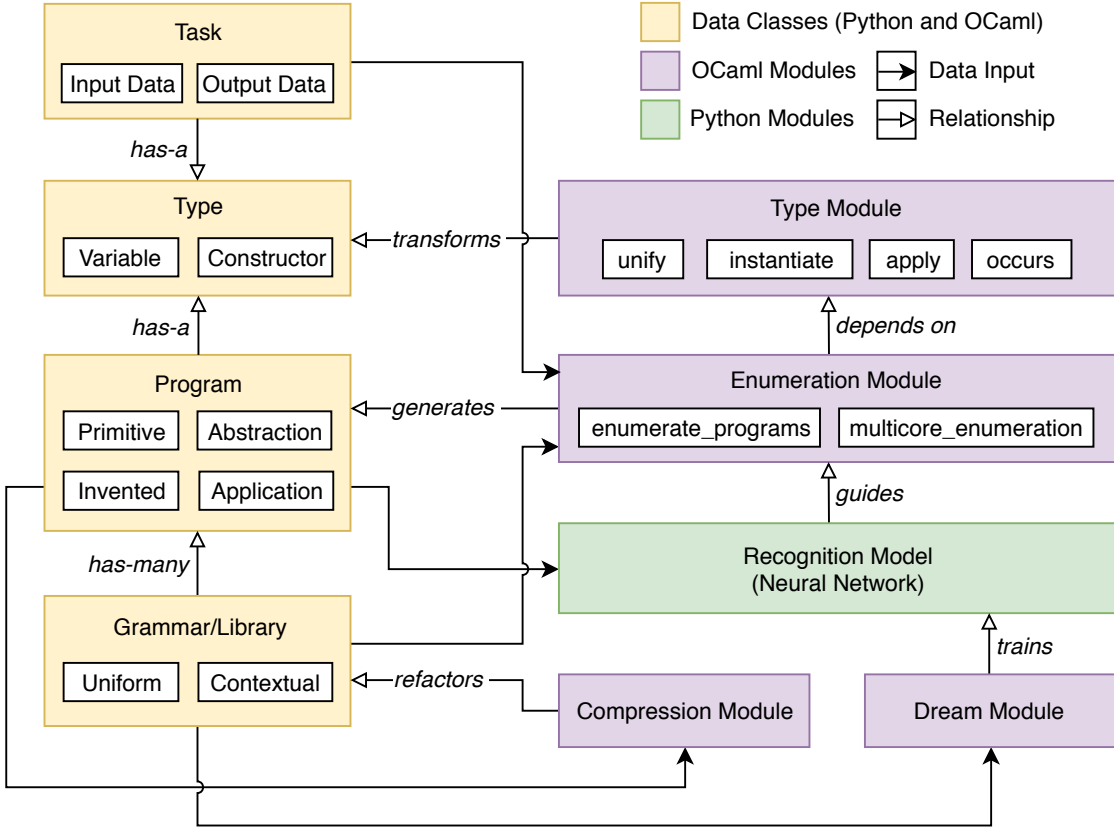 Task
Input Data
Output Data
has-a
Type
Variable
Constructor
has-a
Program
Primitive
Abstraction
Invented
Application
has-many
Grammar/Library
Uniform
Contextual
Data Classes (Python and OCaml)
OCaml Modules
Data Input
Python Modules
Relationship
transforms
Type Module
unify
instantiate
apply
occurs
depends on
generates
Enumeration Module
enumerate_programs
multicore_enumeration
guides
Recognition Model
(Neural Network)
trains
refactors
Compression Module
Dream Module